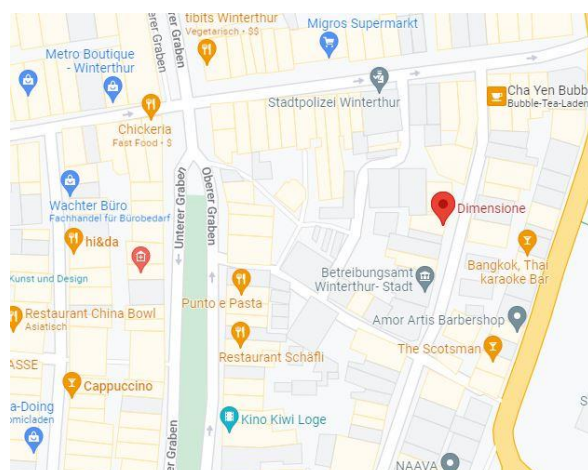 tibits Winterthur
Vegetarisch • $$
Migros Supermarkt
Metro Boutique
- Winterthur
Oberer Graben
Unterer Graben
Stadtpolizei Winterthur
Cha Yen Bubb
Bubble-Tea-Laden
Chickeria
Fast Food • $
Wachter Büro
Fachhandel für Bürobedarf
Unterer Graben
Oberer Graben
Dimensione
hi&da
Kunst und Design
Betreibungsamt
Winterthur- Stadt
Bangkok, Thai
karaoke Bar
Punto e Pasta
Restaurant China Bowl
Asiatisch
Amor Artis Barbershop
Restaurant Schäfli
The Scotsman
ASSE
Cappuccino
a-Doing
omicladen
Kino Kiwi Loge
Unterer Graben
NAAVA
S